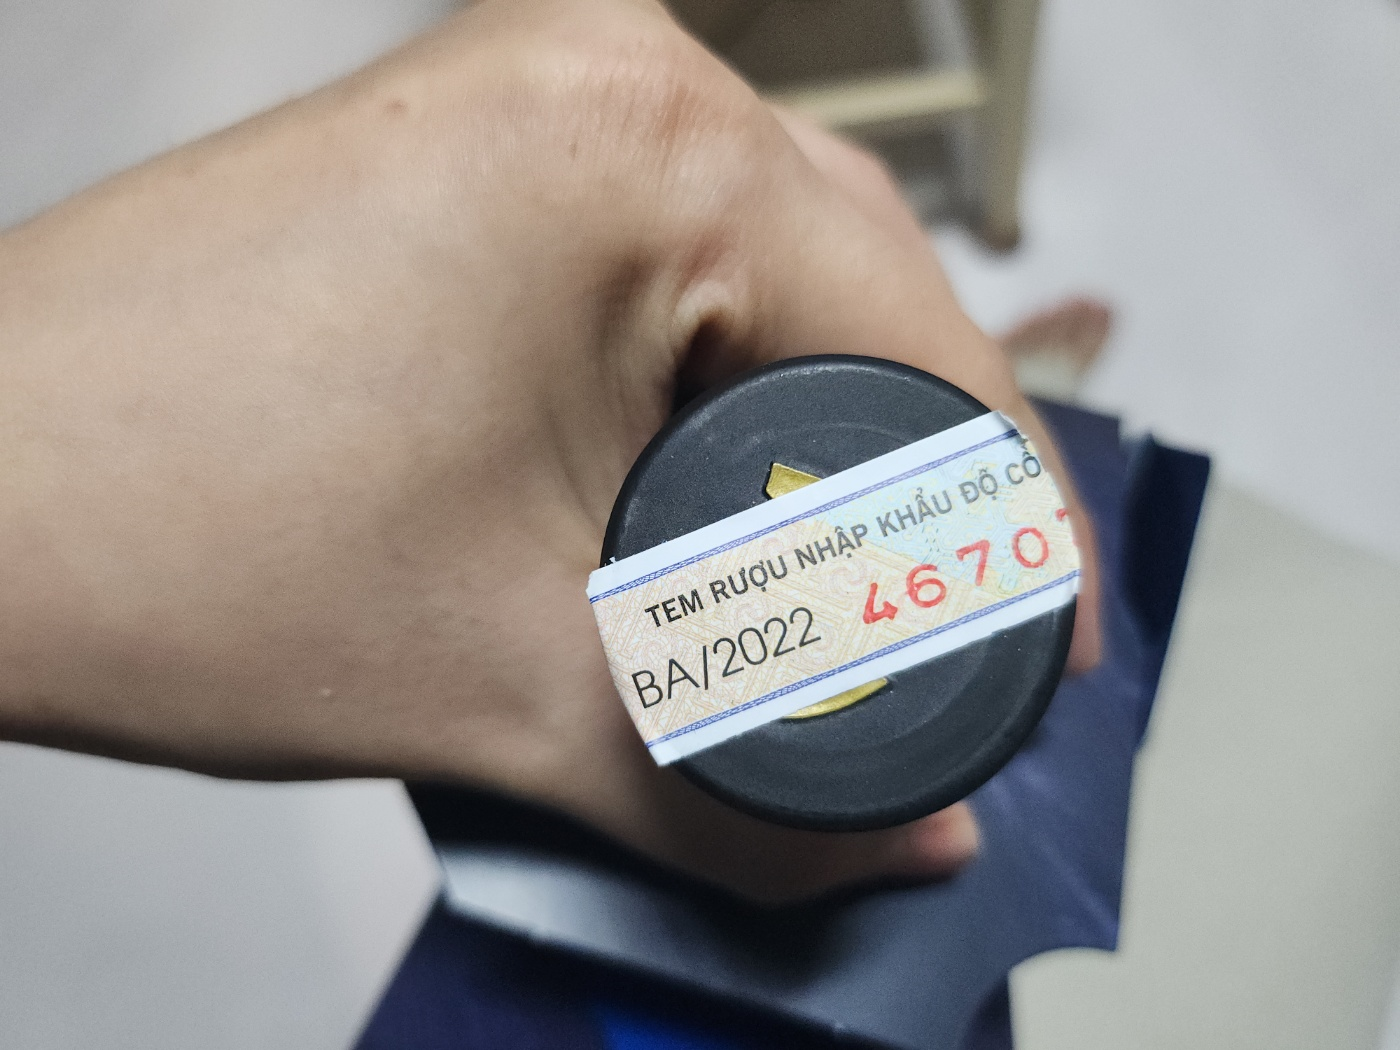 TEM RƯỢU NHẬP KHẨU ĐỘ CỒ
BA/2022 4670